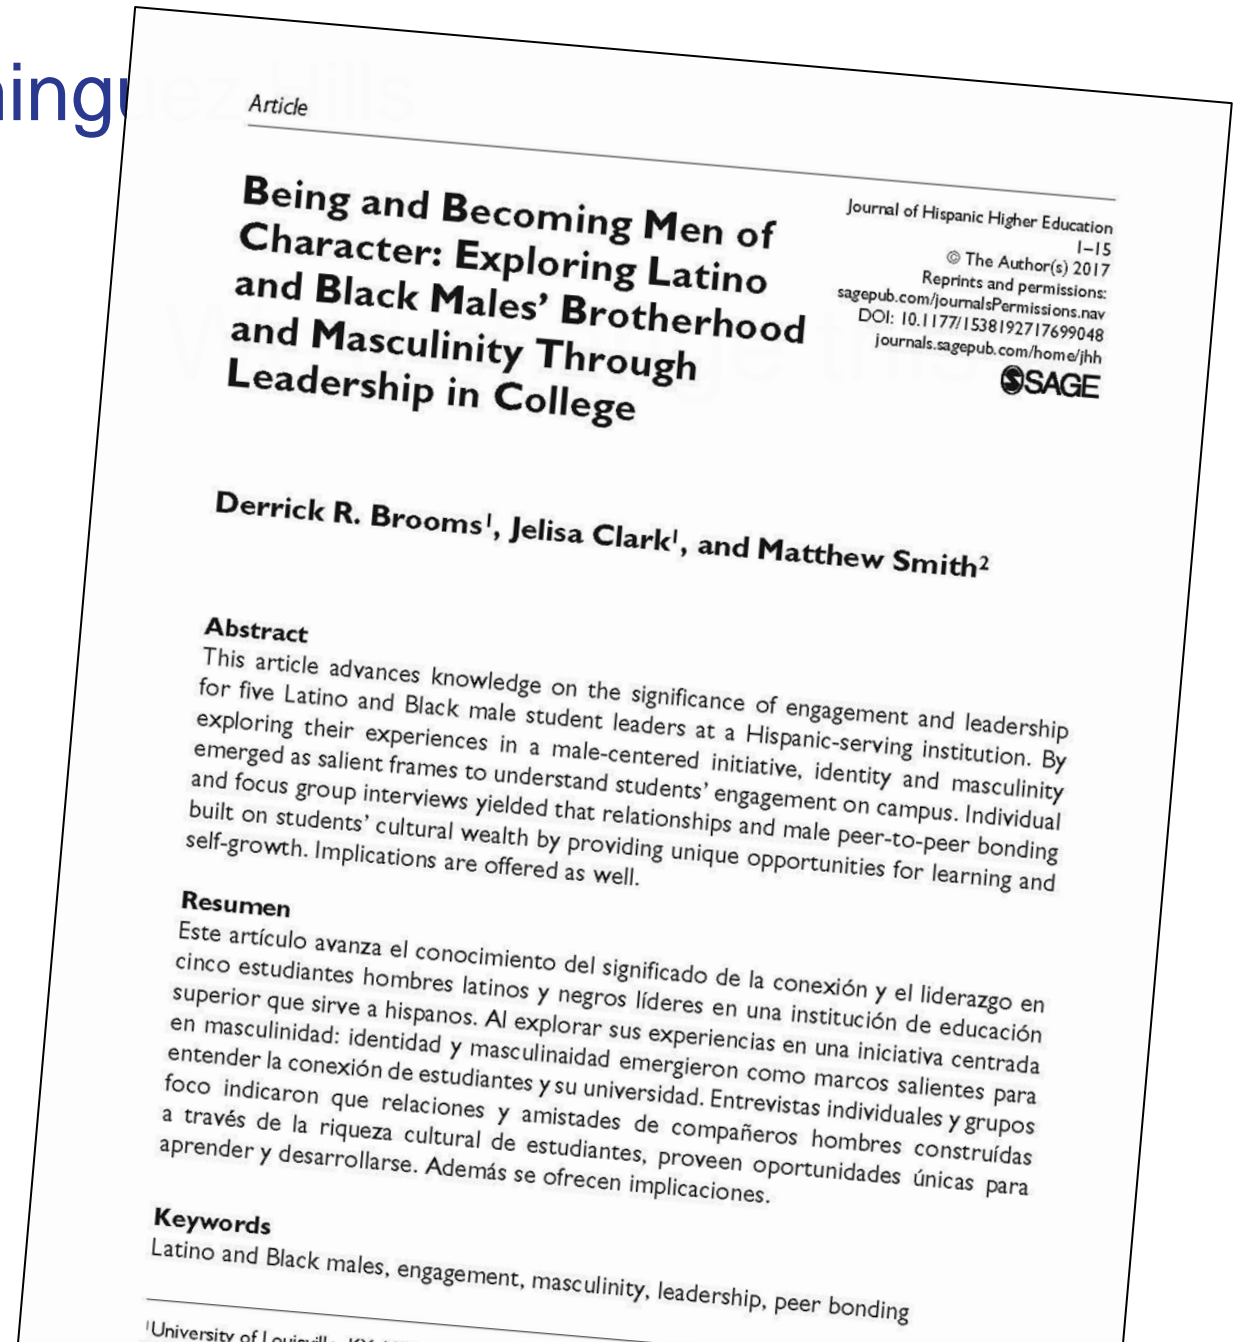 inguez Hills
Article
Being and Becoming Men of
Character: Exploring Latino
and Black Males’ Brotherhood
and Masculinity Through
Leadership in College
Journal of Hispanic Higher Education
1–15
© The Author(s) 2017
Reprints and permissions:
sagepub.com/journalsPermissions.nav
DOI: 10.1177/1538192717699048
journals.sagepub.com/home/jhh
SAGE
Derrick R. Brooms¹, Jelisa Clark¹, and Matthew Smith²
Abstract
This article advances knowledge on the significance of engagement and leadership
for five Latino and Black male student leaders at a Hispanic-serving institution. By
exploring their experiences in a male-centered initiative, identity and masculinity
emerged as salient frames to understand students’ engagement on campus. Individual
and focus group interviews yielded that relationships and male peer-to-peer bonding
built on students’ cultural wealth by providing unique opportunities for learning and
self-growth. Implications are offered as well.
Resumen
Este artículo avanza el conocimiento del significado de la conexión y el liderazgo en
cinco estudiantes hombres latinos y negros líderes en una institución de educación
superior que sirve a hispanos. Al explorar sus experiencias en una iniciativa centrada
en masculinidad: identidad y masculinaidad emergieron como marcos salientes para
entender la conexión de estudiantes y su universidad. Entrevistas individuales y grupos
foco indicaron que relaciones y amistades de compañeros hombres construídas
a través de la riqueza cultural de estudiantes, proveen oportunidades únicas para
aprender y desarrollarse. Además se ofrecen implicaciones.
Keywords
Latino and Black males, engagement, masculinity, leadership, peer bonding
¹University of Louisville, KY